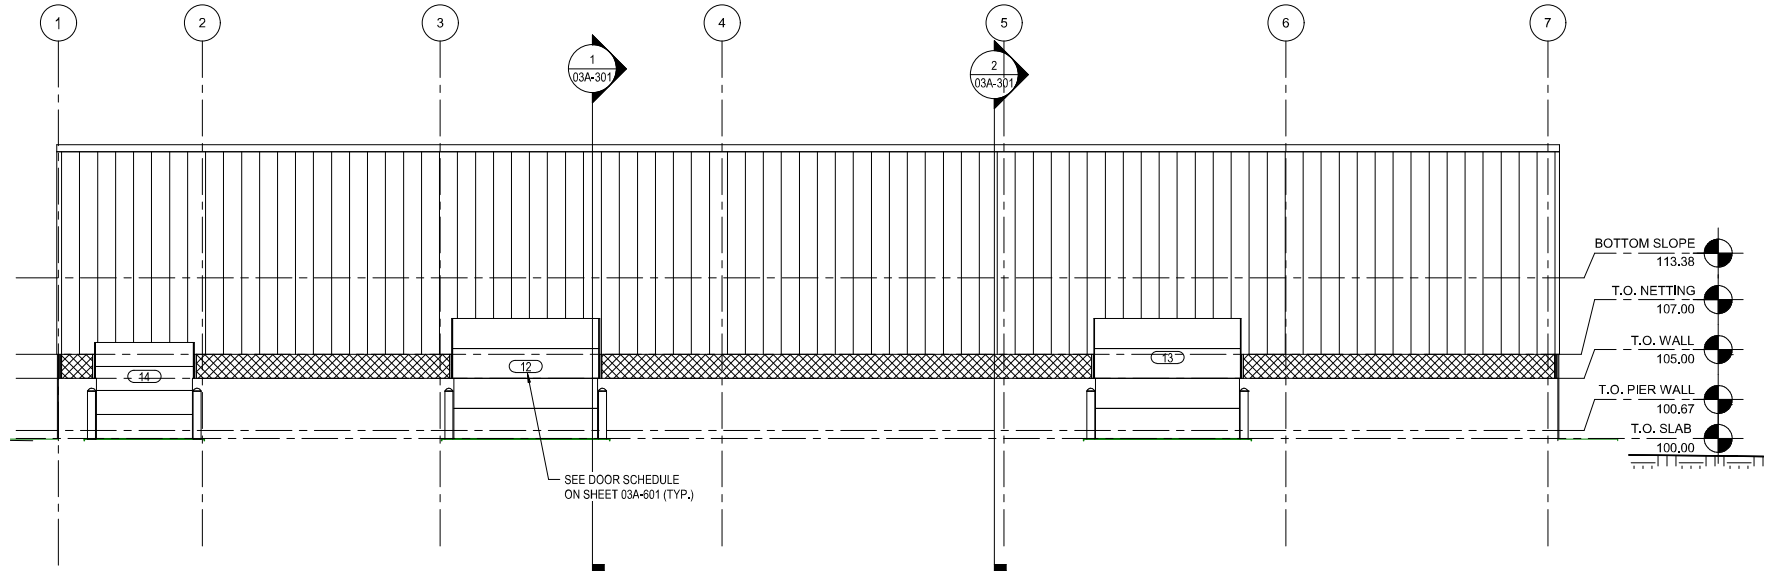 1
2
3
4
5
6
7
1
03A-301
2
03A-301
BOTTOM SLOPE
113.38
T.O. NETTING
107.00
T.O. WALL
105.00
T.O. PIER WALL
100.67
T.O. SLAB
100.00
14
12
13
SEE DOOR SCHEDULE
ON SHEET 03A-601 (TYP.)